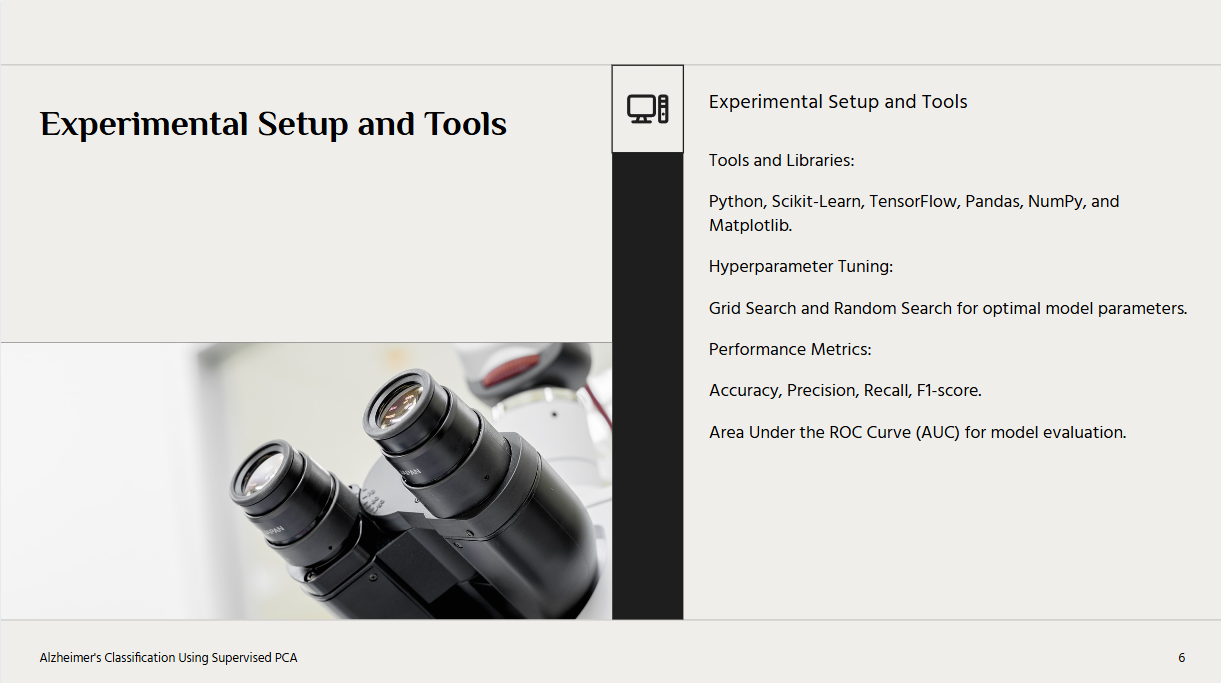 Experimental Setup and Tools
Experimental Setup and Tools
Tools and Libraries:
Python, Scikit-Learn, TensorFlow, Pandas, NumPy, and
Matplotlib.
Hyperparameter Tuning:
Grid Search and Random Search for optimal model parameters.
Performance Metrics:
Accuracy, Precision, Recall, F1-score.
Area Under the ROC Curve (AUC) for model evaluation.
Alzheimer's Classification Using Supervised PCA
6